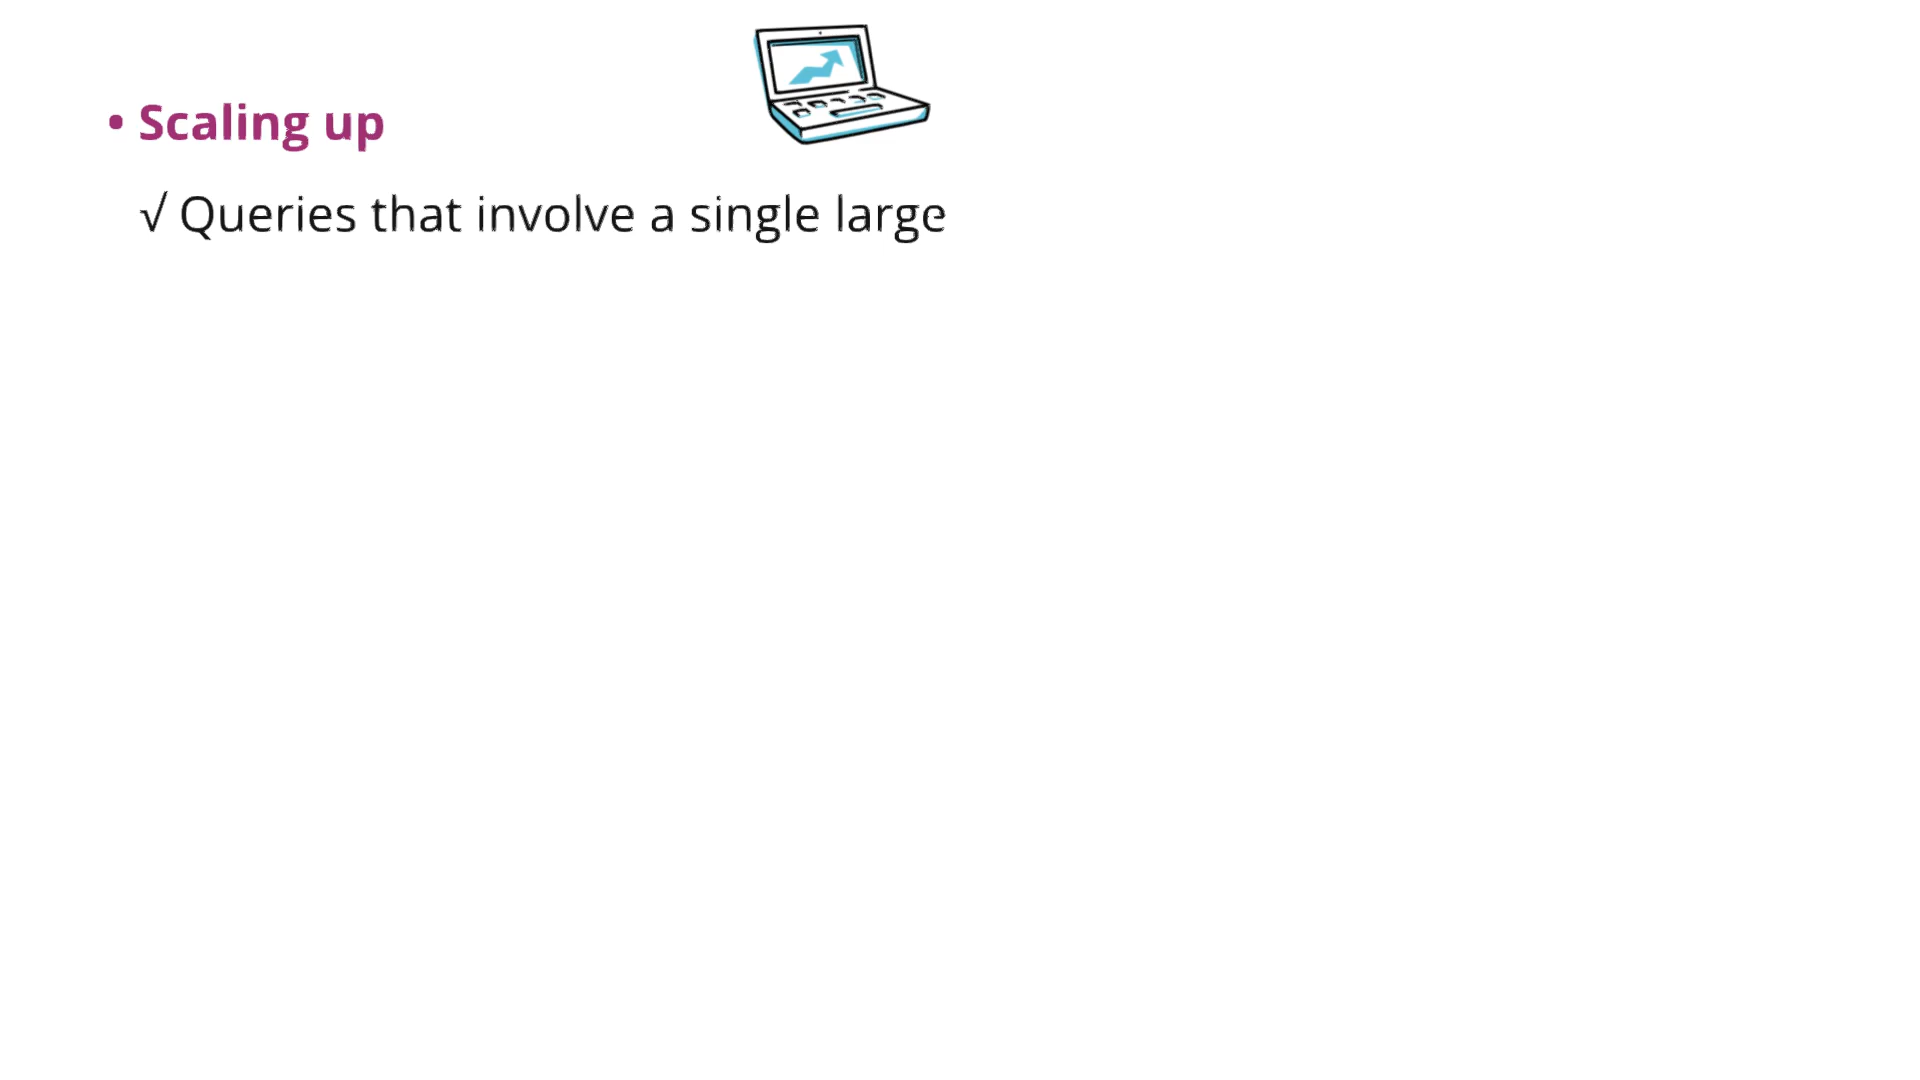 • Scaling up
√ Queries that involve a single large